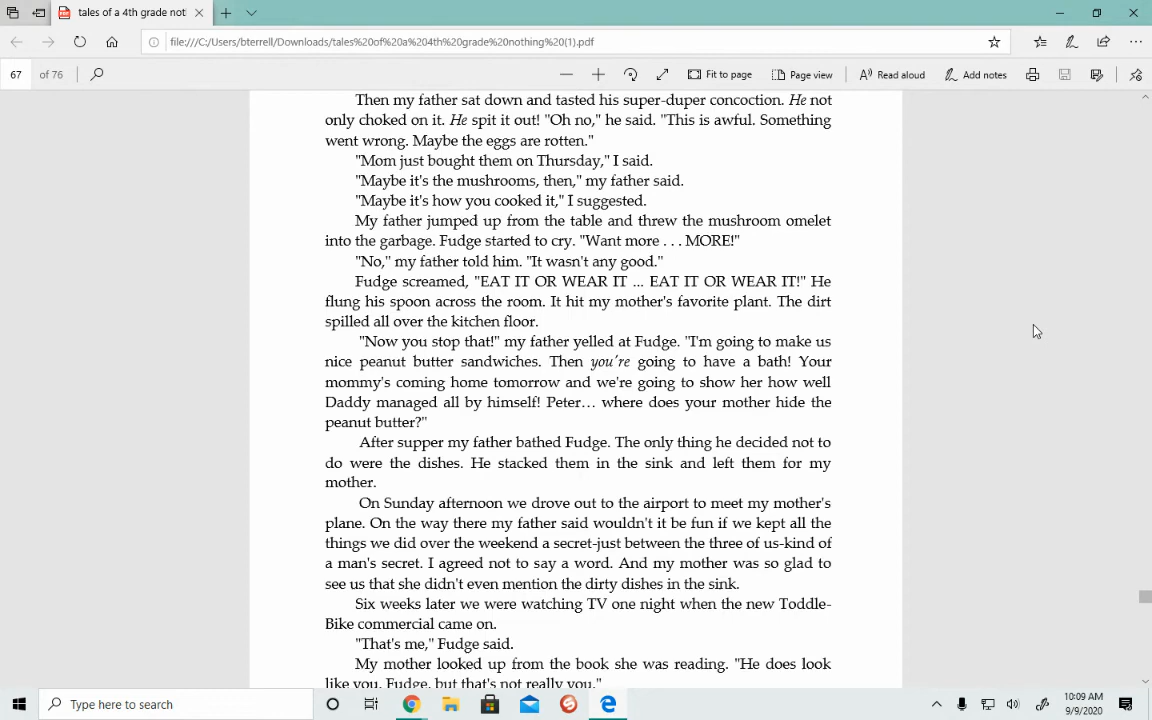 tales of a 4th grade not
file:///C:/Users/bterrell/Downloads/tales%20of%20a%204th%20grade%20nothing%20(1).pdf
67 of 76
Fit to page
Page view
Read aloud
Add notes
Then my father sat down and tasted his super-duper concoction. He not
only choked on it. He spit it out! "Oh no," he said. "This is awful. Something
went wrong. Maybe the eggs are rotten."
"Mom just bought them on Thursday," I said.
"Maybe it's the mushrooms, then," my father said.
"Maybe it's how you cooked it," I suggested.
My father jumped up from the table and threw the mushroom omelet
into the garbage. Fudge started to cry. "Want more . . . MORE!"
"No," my father told him. "It wasn't any good."
Fudge screamed, "EAT IT OR WEAR IT ... EAT IT OR WEAR IT!" He
flung his spoon across the room. It hit my mother's favorite plant. The dirt
spilled all over the kitchen floor.
"Now you stop that!" my father yelled at Fudge. "I'm going to make us
nice peanut butter sandwiches. Then you're going to have a bath! Your
mommy's coming home tomorrow and we're going to show her how well
Daddy managed all by himself! Peter... where does your mother hide the
peanut butter?"
After supper my father bathed Fudge. The only thing he decided not to
do were the dishes. He stacked them in the sink and left them for my
mother.
On Sunday afternoon we drove out to the airport to meet my mother's
plane. On the way there my father said wouldn't it be fun if we kept all the
things we did over the weekend a secret-just between the three of us-kind of
a man's secret. I agreed not to say a word. And my mother was so glad to
see us that she didn't even mention the dirty dishes in the sink.
Six weeks later we were watching TV one night when the new Toddle-
Bike commercial came on.
"That's me," Fudge said.
My mother looked up from the book she was reading. "He does look
like you, Fudge, but that's not really you."
Type here to search
10:09 AM
9/9/2020